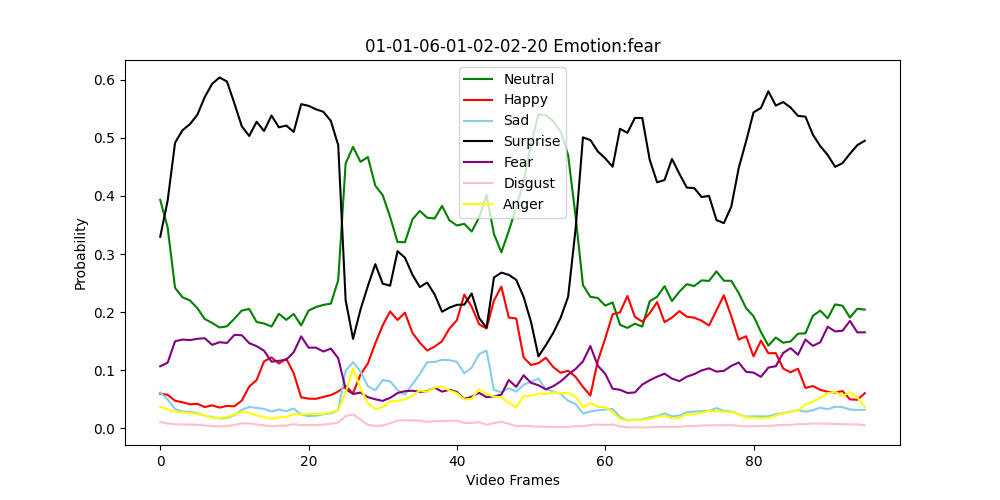 01-01-06-01-02-02-20 Emotion:fear
Neutral
Happy
Sad
Surprise
Fear
Disgust
Anger
Probability
0.6
0.5
0.4
0.3
0.2
0.1
0.0
0 20 40 60 80
Video Frames